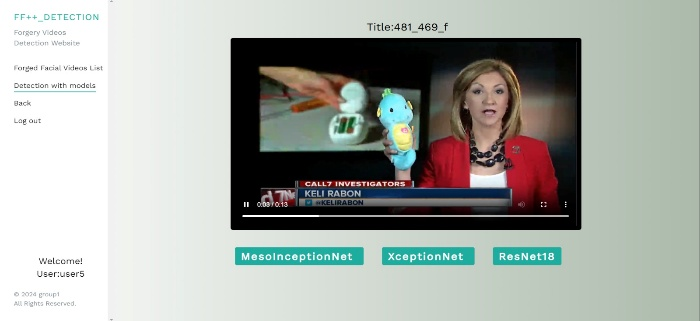 FF++_DETECTION
Forgery Videos
Detection Website
Forged Facial Videos List
Detection with models
Back
Log out
Welcome!
User:user5
© 2024 group1
All Rights Reserved.
Title:481_469_f
CALL7 INVESTIGATORS
KELI RABON
@KELIRABON
0:03 / 0:13
MesoInceptionNet
XceptionNet
ResNet18